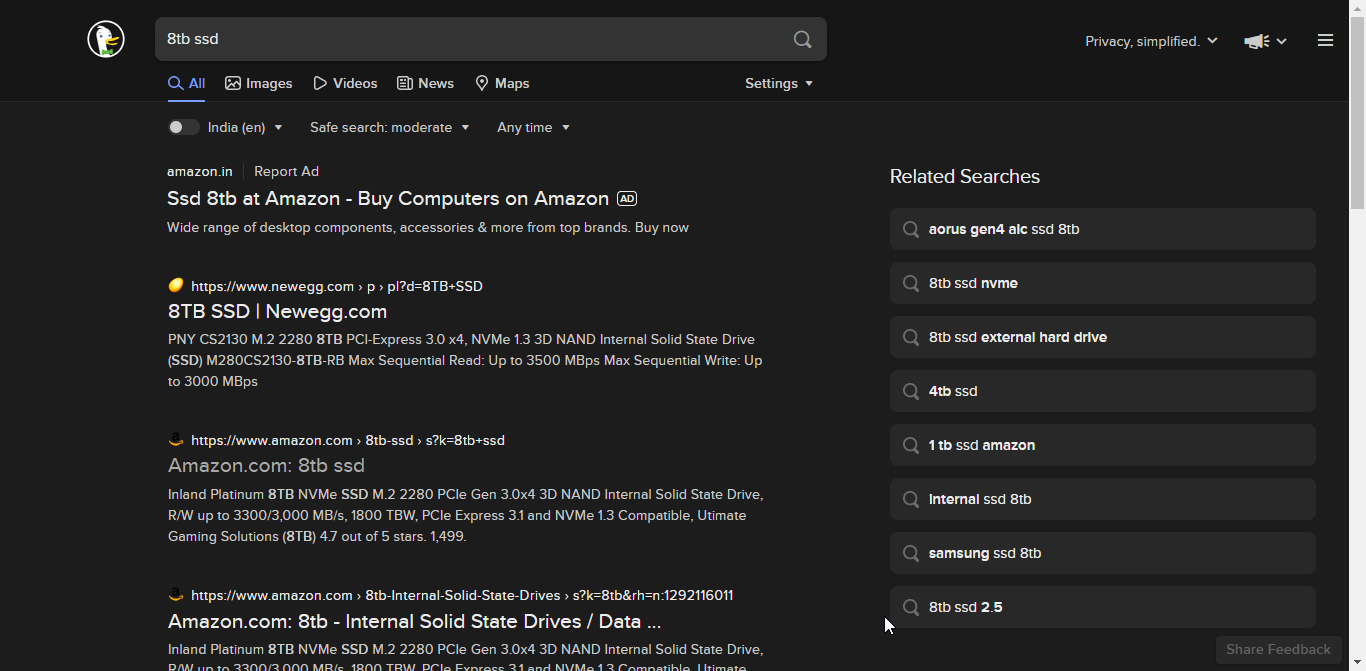 8tb ssd
Privacy, simplified.
All Images Videos News Maps Settings
India (en) Safe search: moderate Any time
amazon.in Report Ad
Ssd 8tb at Amazon - Buy Computers on Amazon AD
Wide range of desktop components, accessories & more from top brands. Buy now
https://www.newegg.com › p › pl?d=8TB+SSD
8TB SSD | Newegg.com
PNY CS2130 M.2 2280 8TB PCI-Express 3.0 x4, NVMe 1.3 3D NAND Internal Solid State Drive
(SSD) M280CS2130-8TB-RB Max Sequential Read: Up to 3500 MBps Max Sequential Write: Up
to 3000 MBps
https://www.amazon.com › 8tb-ssd › s?k=8tb+ssd
Amazon.com: 8tb ssd
Inland Platinum 8TB NVMe SSD M.2 2280 PCIe Gen 3.0x4 3D NAND Internal Solid State Drive,
R/W up to 3300/3,000 MB/s, 1800 TBW, PCIe Express 3.1 and NVMe 1.3 Compatible, Utimate
Gaming Solutions (8TB) 4.7 out of 5 stars. 1,499.
https://www.amazon.com › 8tb-Internal-Solid-State-Drives › s?k=8tb&rh=n:1292116011
Amazon.com: 8tb - Internal Solid State Drives / Data ...
Inland Platinum 8TB NVMe SSD M.2 2280 PCIe Gen 3.0x4 3D NAND Internal Solid State Drive,
R/W up to 3300/3,000 MB/s, 1800 TBW, PCIe Express 3.1 and NVMe 1.3 Compatible, Utimate
Related Searches
aorus gen4 aic ssd 8tb
8tb ssd nvme
8tb ssd external hard drive
4tb ssd
1 tb ssd amazon
internal ssd 8tb
samsung ssd 8tb
8tb ssd 2.5
Share Feedback